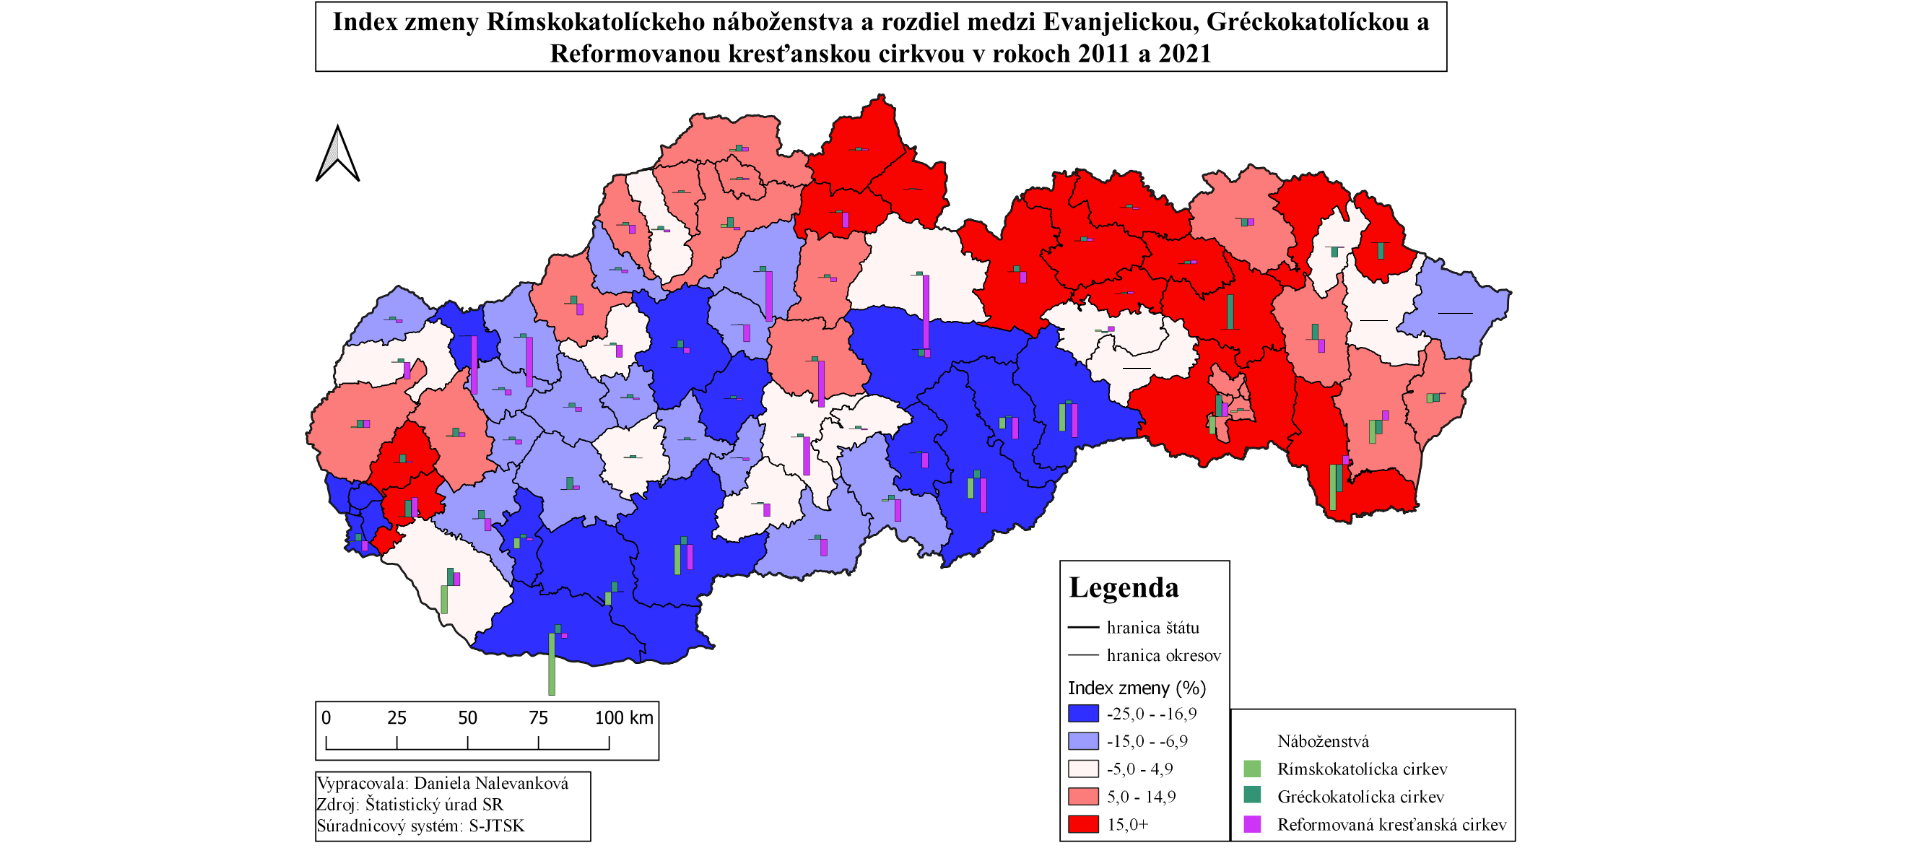 Index zmeny Rímskokatolíckeho náboženstva a rozdiel medzi Evanjelickou, Gréckokatolíckou a
Reformovanou kresťanskou cirkvou v rokoch 2011 a 2021
Legenda
hranica štátu
hranica okresov
Index zmeny (%)
-25,0 - -16,9
-15,0 - -6,9
-5,0 - 4,9
5,0 - 14,9
15,0+
Náboženstvá
Rímskokatolícka cirkev
Gréckokatolícka cirkev
Reformovaná kresťanská cirkev
0 25 50 75 100 km
Vypracovala: Daniela Nalevanková
Zdroj: Štatistický úrad SR
Súradnicový systém: S-JTSK